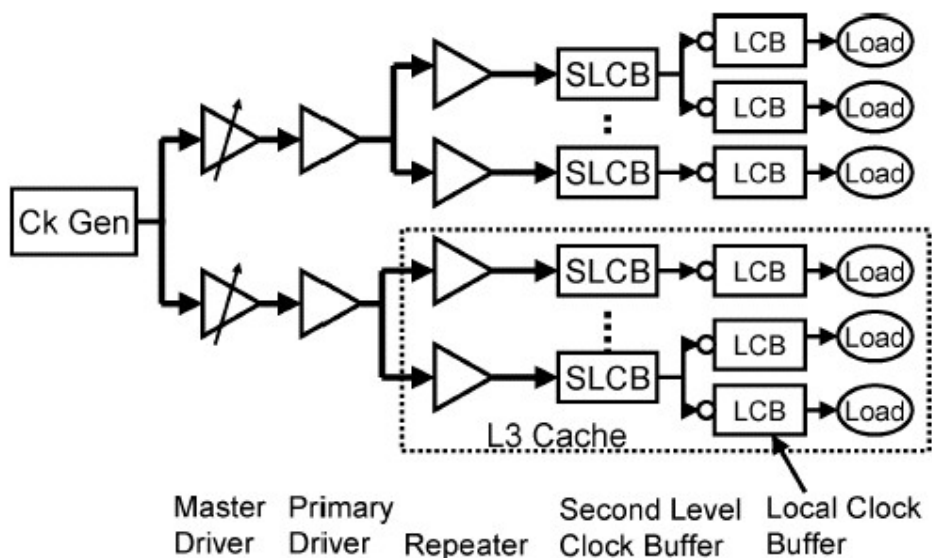 LCB Load
SLCB
LCB Load
SLCB LCB Load
Ck Gen
SLCB LCB Load
LCB Load
SLCB
LCB Load
L3 Cache
Master Driver
Primary Driver
Repeater
Second Level Clock Buffer
Local Clock Buffer